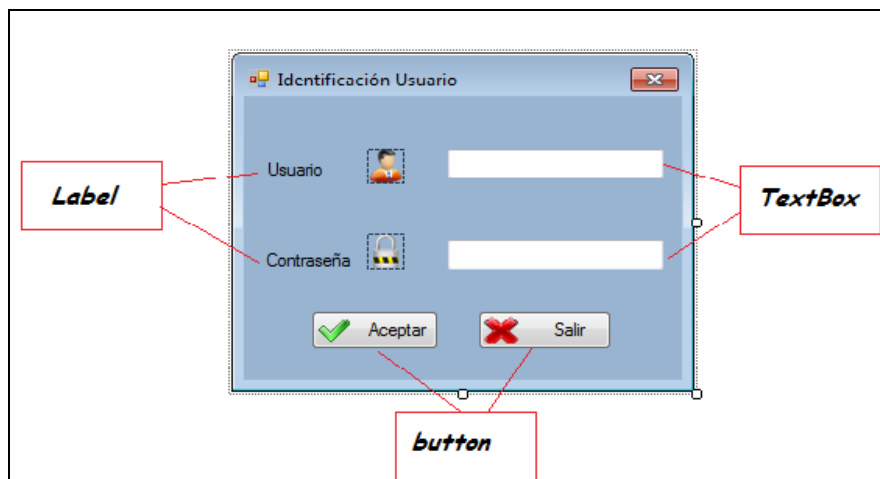 Identificación Usuario
Usuario
Label
TextBox
Contraseña
Aceptar
Salir
button